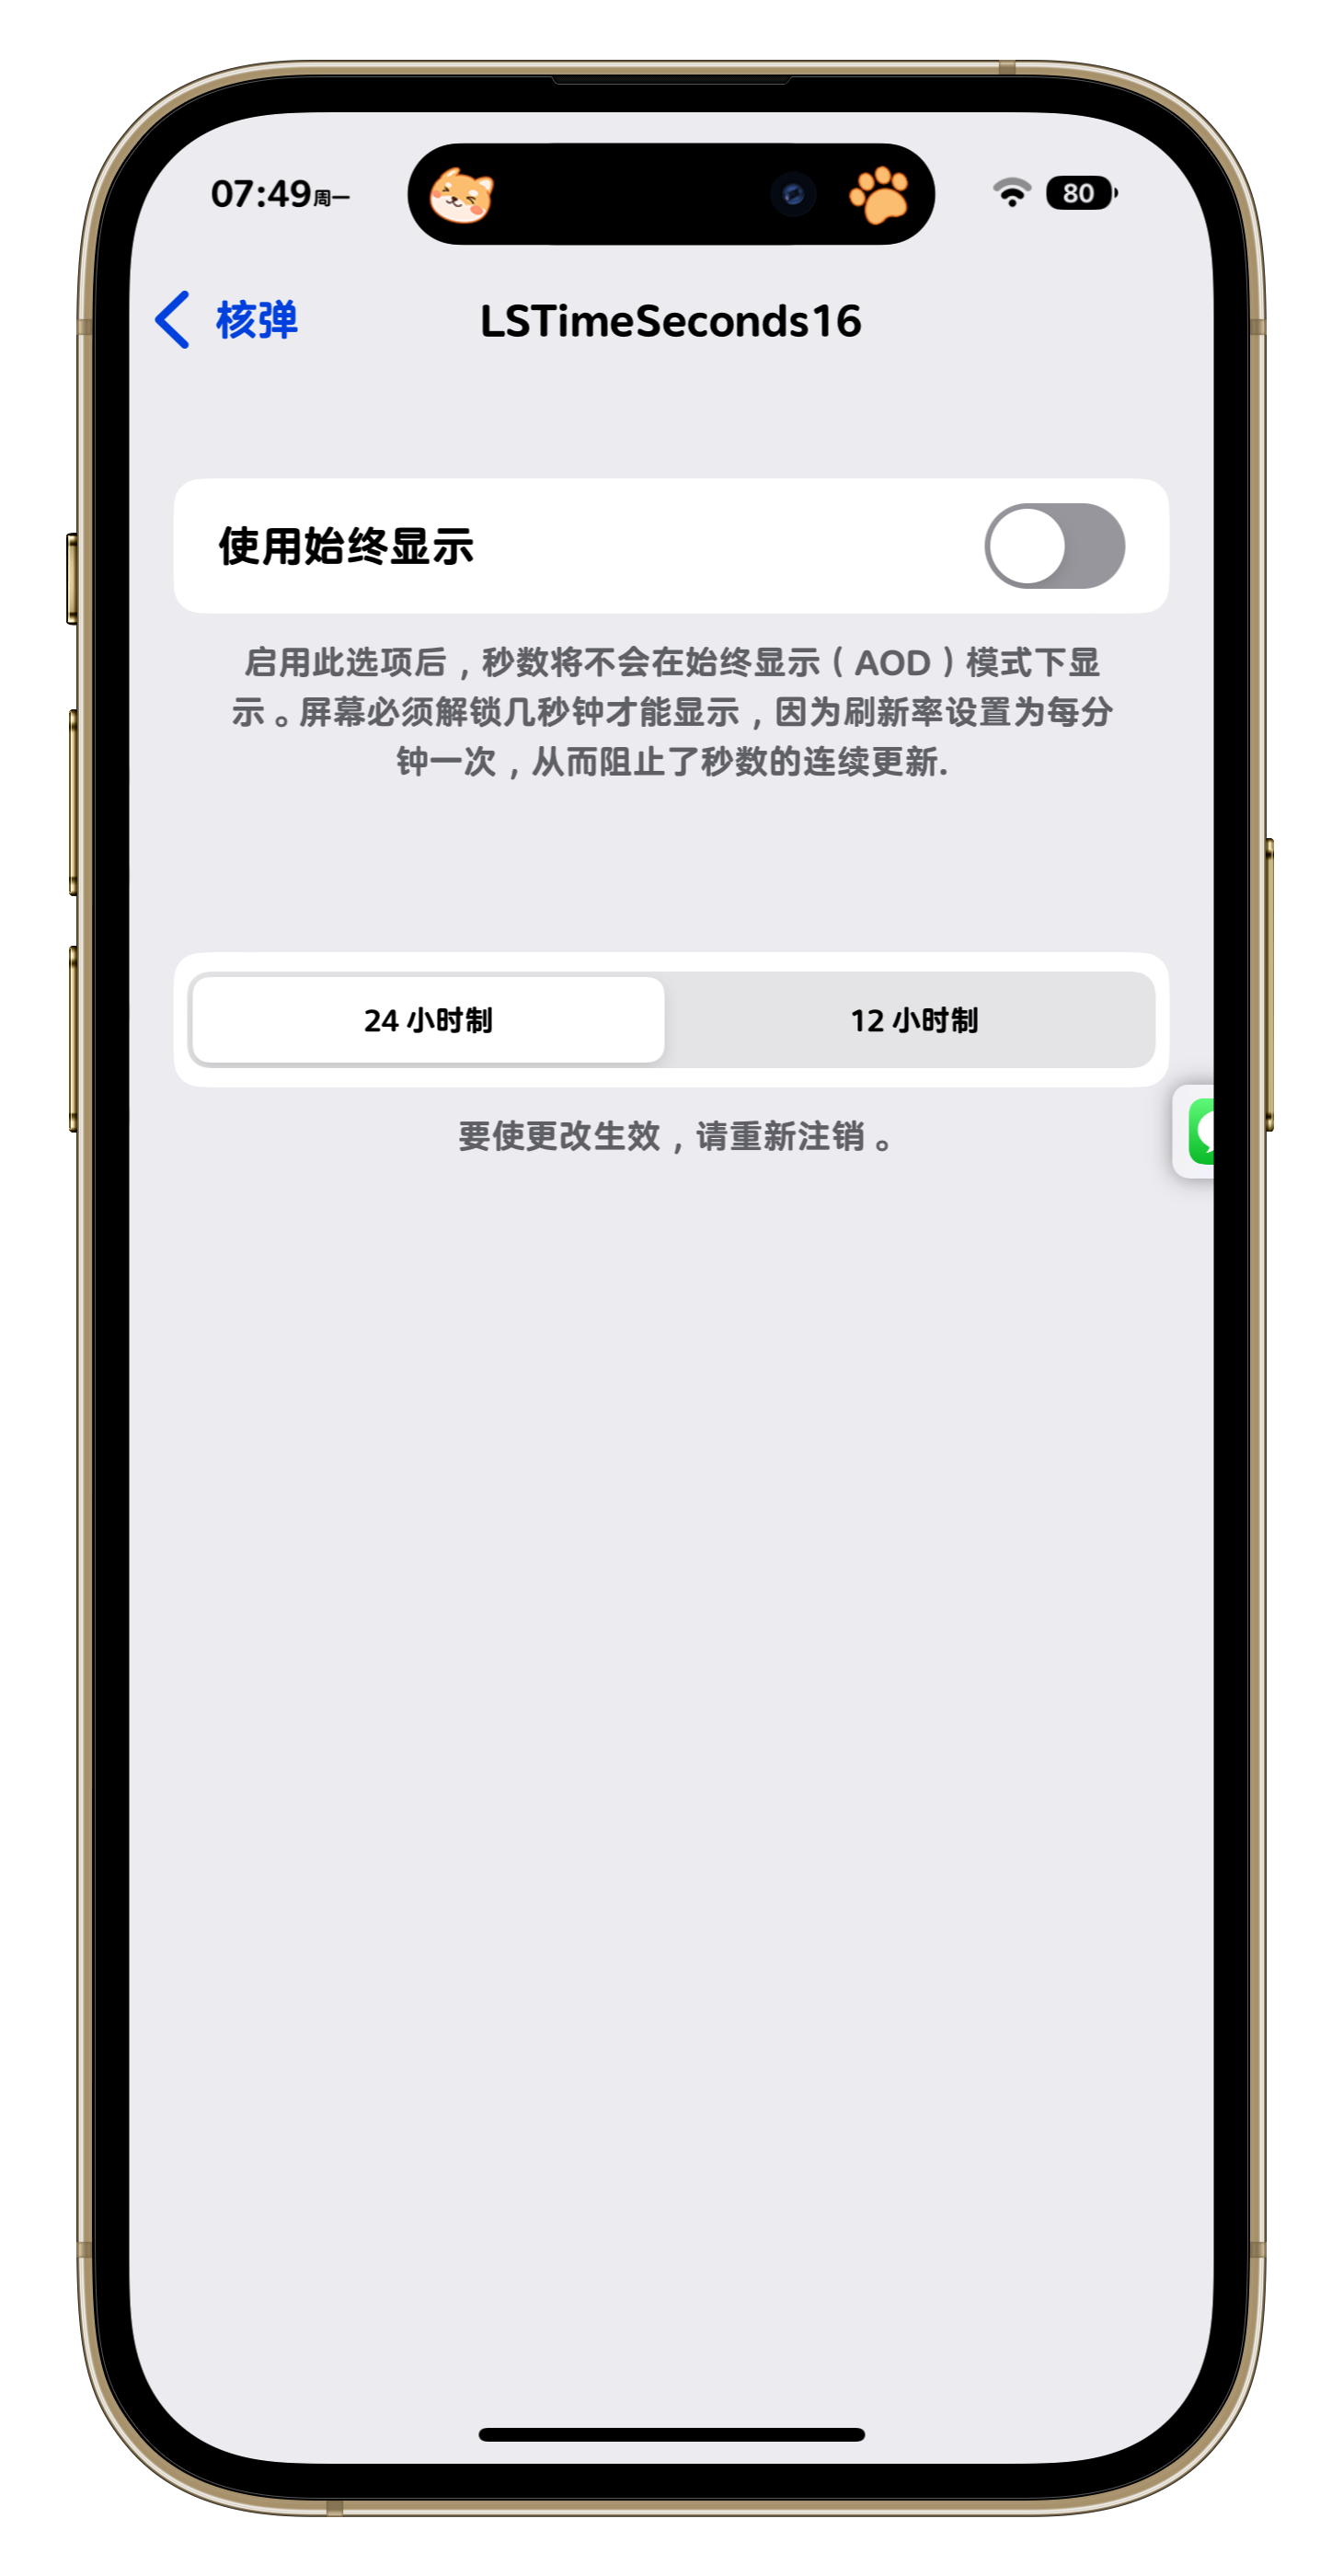 07:49周一
80
核弹
LSTimeSeconds16
使用始终显示
启用此选项后，秒数将不会在始终显示（AOD）模式下显
示。屏幕必须解锁几秒钟才能显示，因为刷新率设置为每分
钟一次，从而阻止了秒数的连续更新.
24 小时制
12 小时制
要使更改生效，请重新注销。